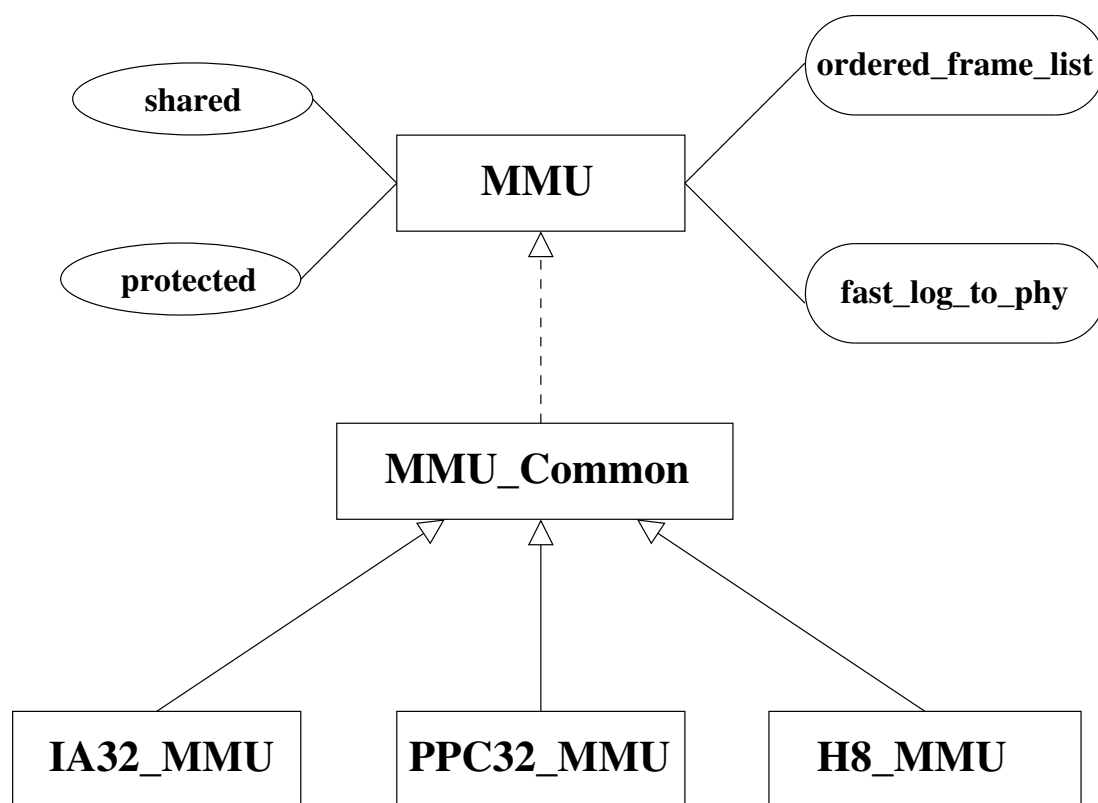 ordered_frame_list
shared
MMU
protected
fast_log_to_phy
MMU_Common
IA32_MMU
PPC32_MMU
H8_MMU